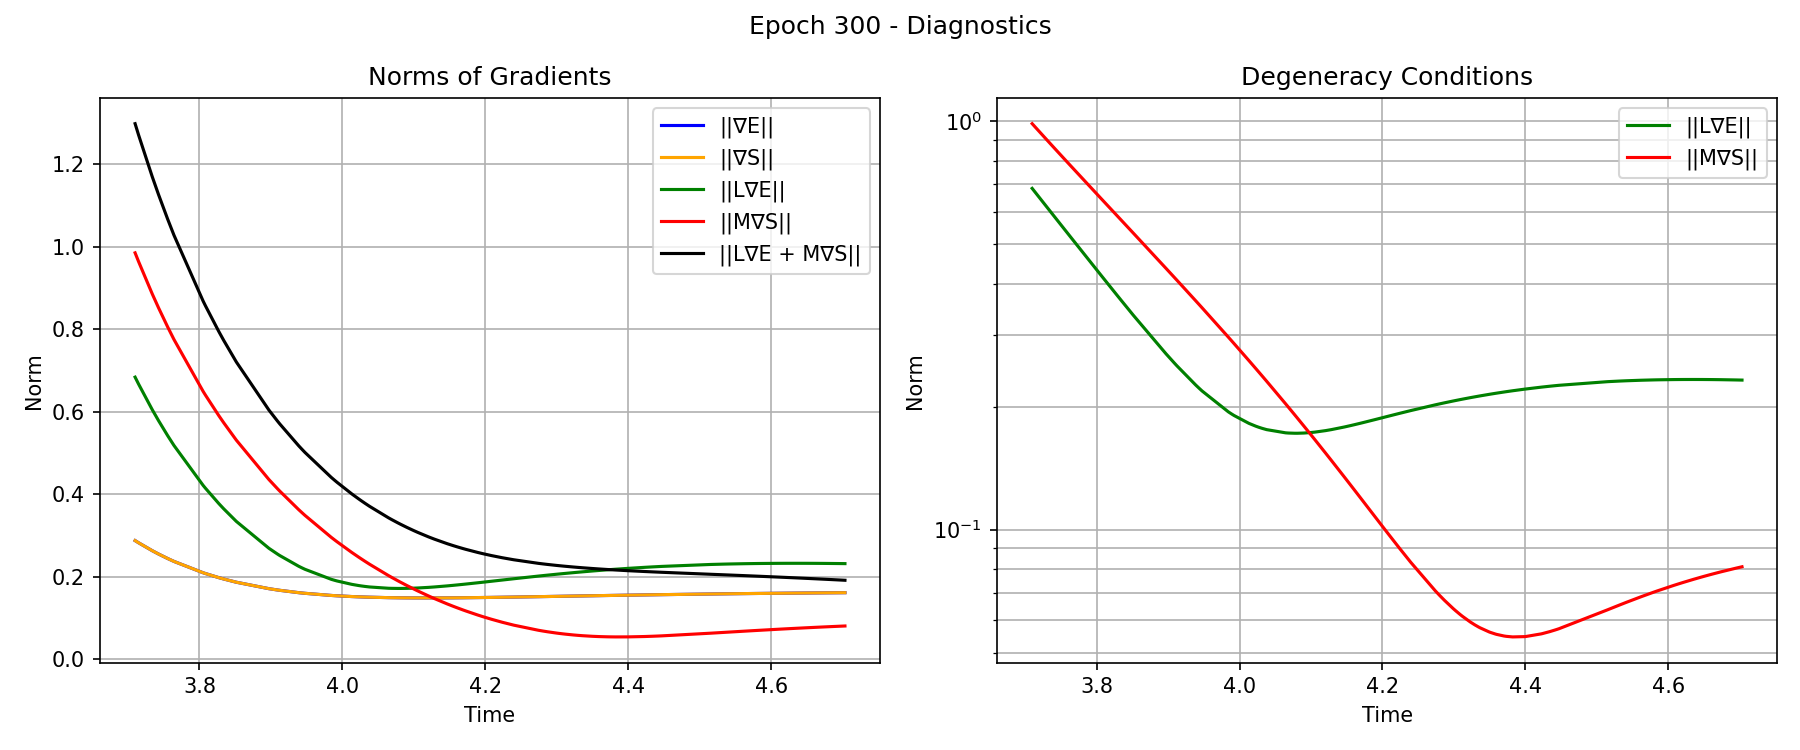 Epoch 300 - Diagnostics
Norms of Gradients
Norm
1.2
1.0
0.8
0.6
0.4
0.2
0.0
3.8
4.0
4.2
4.4
4.6
Time
||∇E||
||∇S||
||L∇E||
||M∇S||
||L∇E + M∇S||
Degeneracy Conditions
Norm
10⁰
10⁻¹
3.8
4.0
4.2
4.4
4.6
Time
||L∇E||
||M∇S||